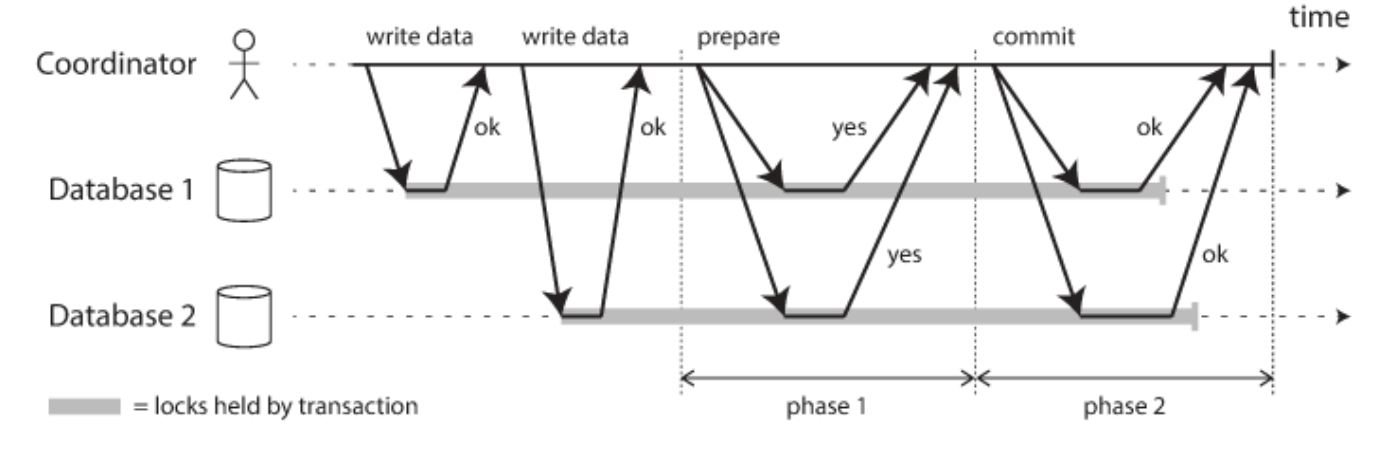 time
write data write data prepare commit
Coordinator
ok ok yes ok
Database 1
yes ok
Database 2
= locks held by transaction
phase 1 phase 2